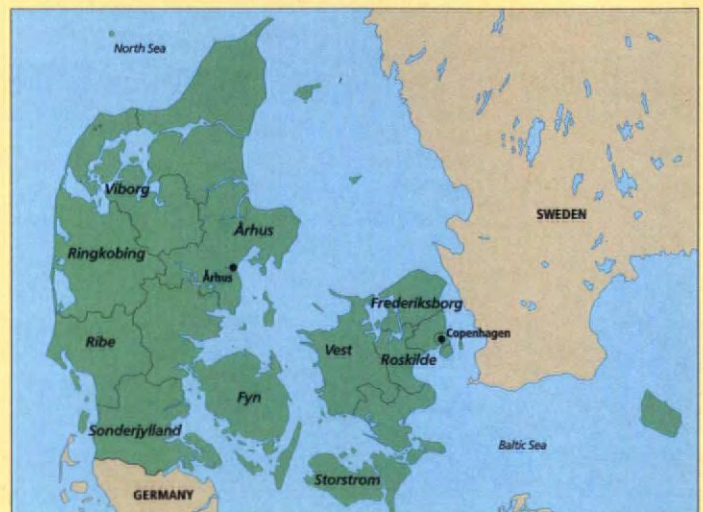 North Sea
Viborg
SWEDEN
Århus
Ringkobing
Århus
Frederiksborg
Copenhagen
Ribe
Vest
Roskilde
Fyn
Sonderjylland
Baltic Sea
Storstrom
GERMANY